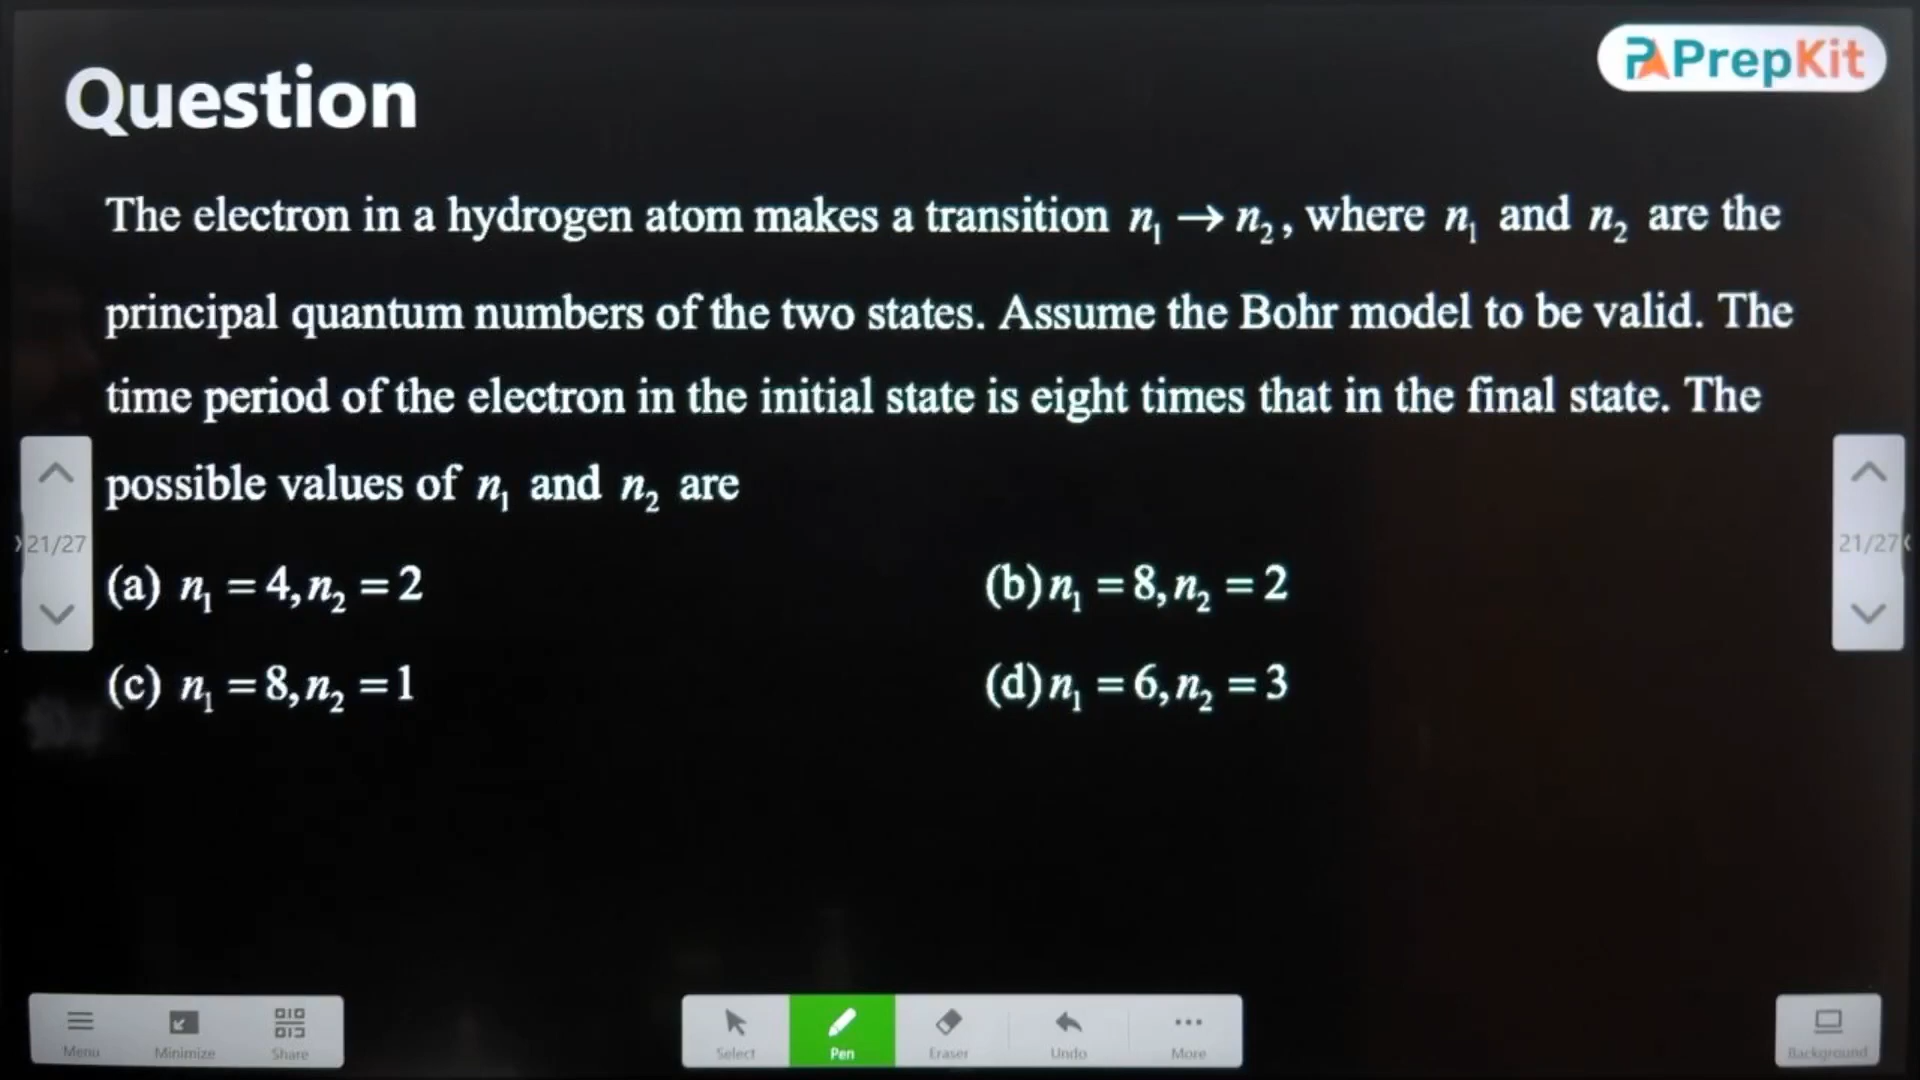 PrepKit
Question
The electron in a hydrogen atom makes a transition n₁ → n₂, where n₁ and n₂ are the
principal quantum numbers of the two states. Assume the Bohr model to be valid. The
time period of the electron in the initial state is eight times that in the final state. The
possible values of n₁ and n₂ are
21/27
21/27
(a) n₁ = 4, n₂ = 2
(b) n₁ = 8, n₂ = 2
(c) n₁ = 8, n₂ = 1
(d) n₁ = 6, n₂ = 3
Menu
Minimize
Share
Select
Pen
Eraser
Undo
More
Background